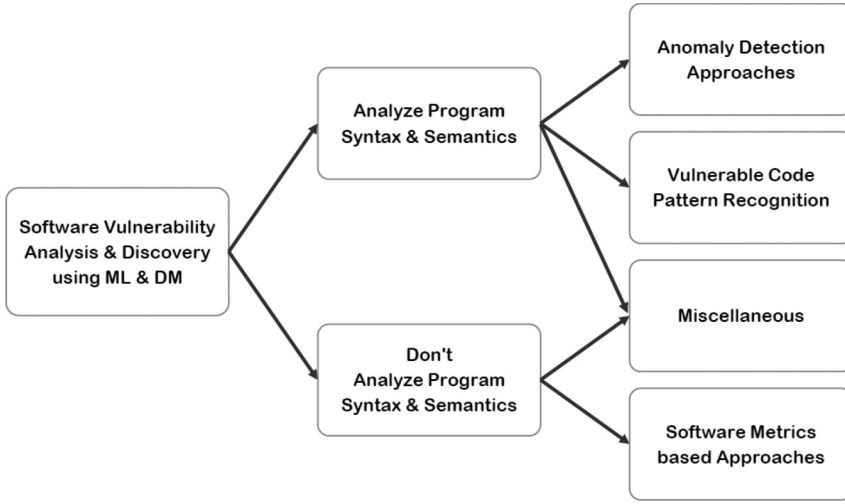 Software Vulnerability
Analysis & Discovery
using ML & DM
Analyze Program
Syntax & Semantics
Don't
Analyze Program
Syntax & Semantics
Anomaly Detection
Approaches
Vulnerable Code
Pattern Recognition
Miscellaneous
Software Metrics
based Approaches